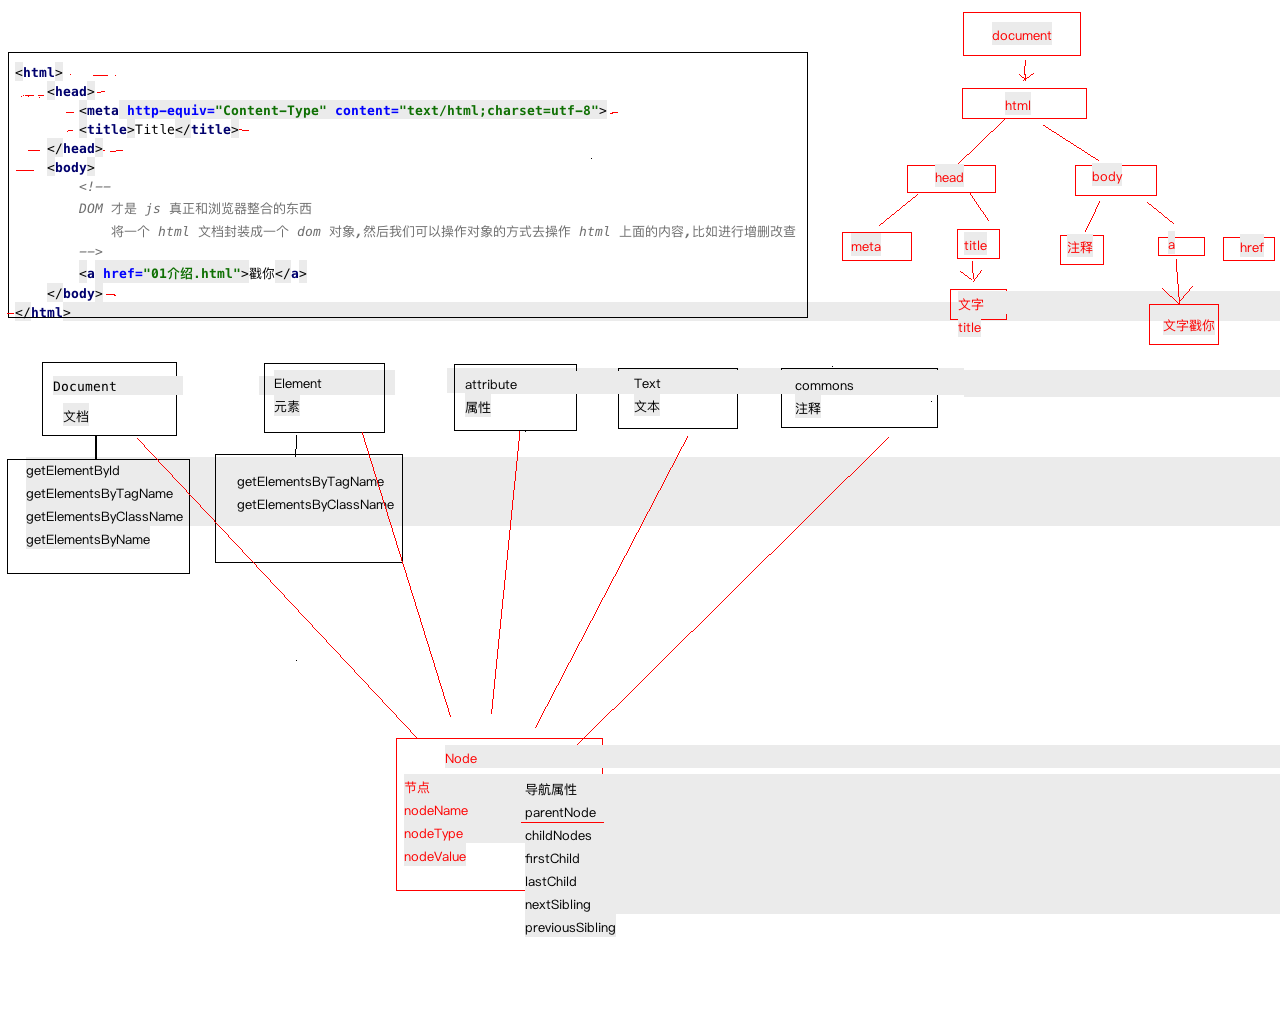 <html>
<head>
<meta http-equiv="Content-Type" content="text/html;charset=utf-8">
<title>Title</title>
</head>
<body>
<!--
DOM 才是 js 真正和浏览器整合的东西
将一个 html 文档封装成一个 dom 对象,然后我们可以操作对象的方式去操作 html 上面的内容,比如进行增删改查
-->
<a href="01介绍.html">戳你</a>
</body>
</html>
document
html
head
body
meta
title
注释
a
href
文字
title
文字戳你
Document
文档
Element
元素
attribute
属性
Text
文本
commons
注释
getElementById
getElementsByTagName
getElementsByClassName
getElementsByName
getElementsByTagName
getElementsByClassName
Node
节点
nodeName
nodeType
nodeValue
导航属性
parentNode
childNodes
firstChild
lastChild
nextSibling
previousSibling